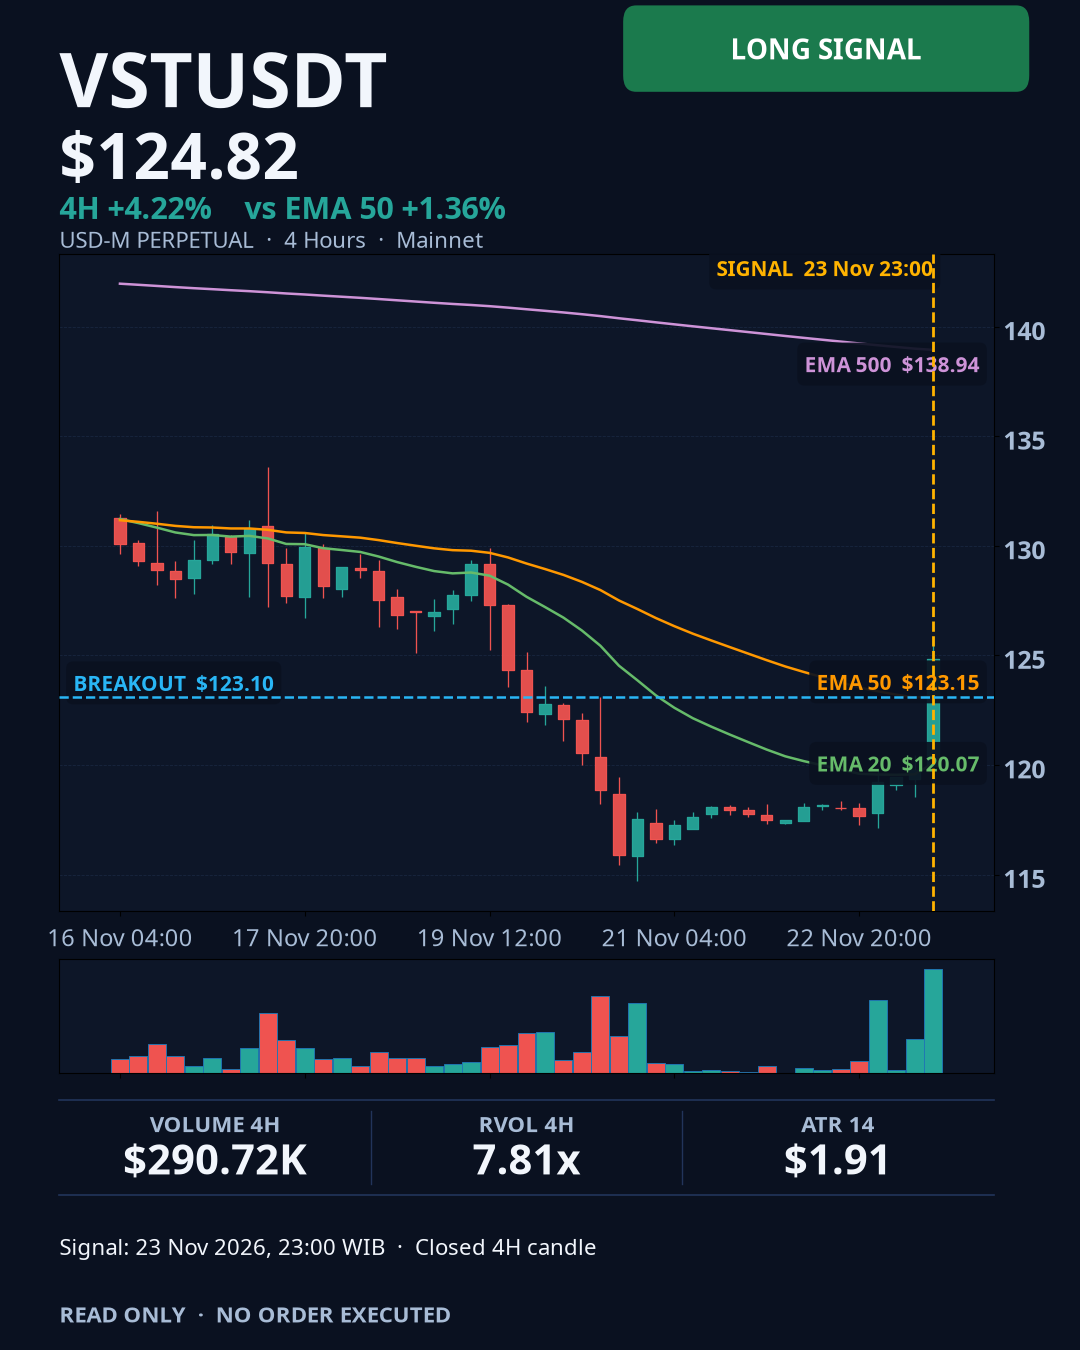 LONG SIGNAL
VSTUSDT
$124.82
4H +4.22% vs EMA 50 +1.36%
USD-M PERPETUAL · 4 Hours · Mainnet
SIGNAL 23 Nov 23:00
140
EMA 500 $138.94
135
130
125
BREAKOUT $123.10
EMA 50 $123.15
EMA 20 $120.07
120
115
16 Nov 04:00 17 Nov 20:00 19 Nov 12:00 21 Nov 04:00 22 Nov 20:00
VOLUME 4H RVOL 4H ATR 14
$290.72K 7.81x $1.91
Signal: 23 Nov 2026, 23:00 WIB · Closed 4H candle
READ ONLY · NO ORDER EXECUTED